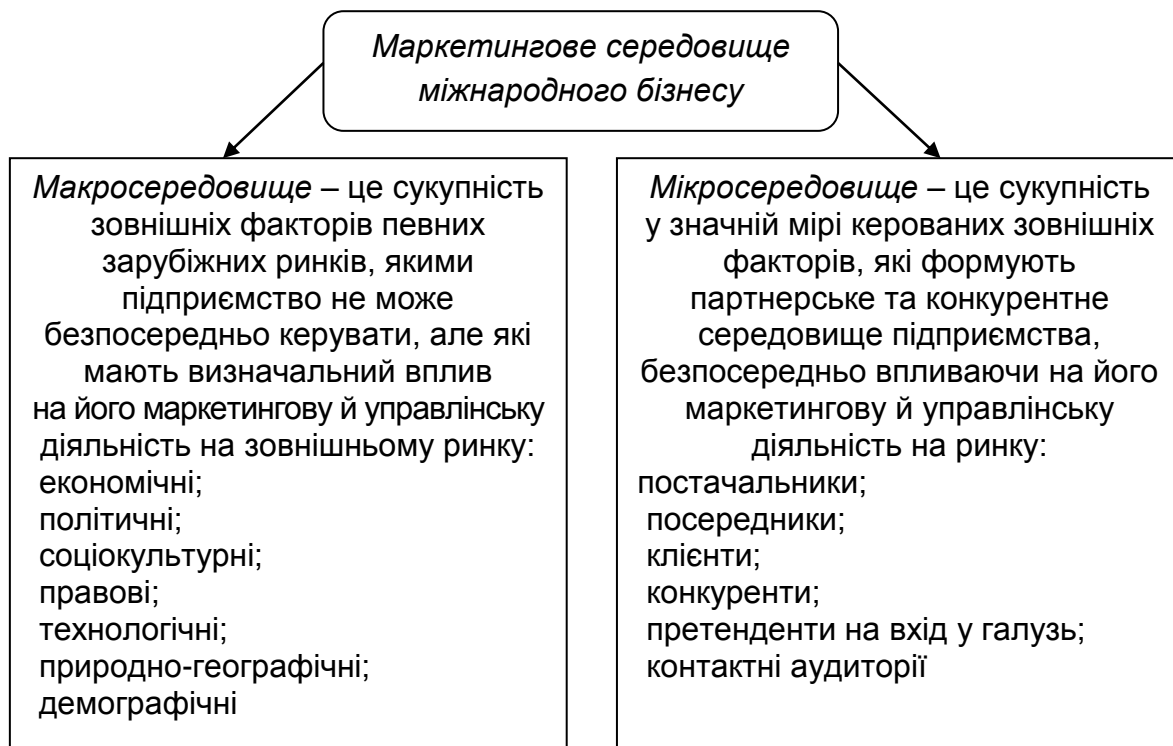 Маркетингове середовище
міжнародного бізнесу
Макросередовище – це сукупність
зовнішніх факторів певних
зарубіжних ринків, якими
підприємство не може
безпосередньо керувати, але які
мають визначальний вплив
на його маркетингову й управлінську
діяльність на зовнішньому ринку:
економічні;
політичні;
соціокультурні;
правові;
технологічні;
природно-географічні;
демографічні
Мікросередовище – це сукупність
у значній мірі керованих зовнішніх
факторів, які формують
партнерське та конкурентне
середовище підприємства,
безпосередньо впливаючи на його
маркетингову й управлінську
діяльність на ринку:
постачальники;
посередники;
клієнти;
конкуренти;
претенденти на вхід у галузь;
контактні аудиторії